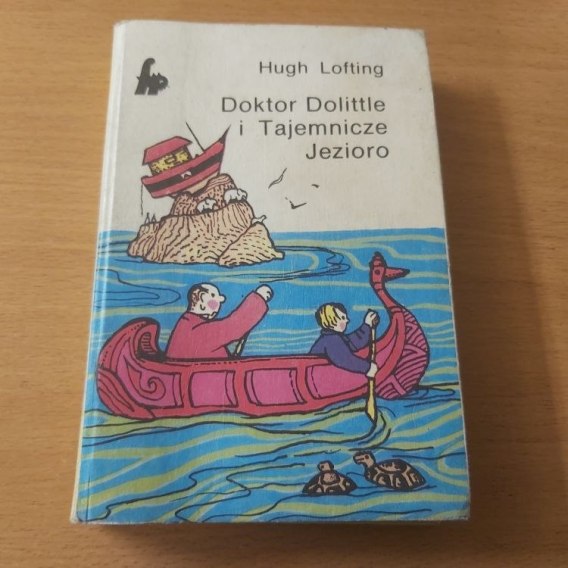 Hugh Lofting
Doktor Dolittle
i Tajemnicze
Jezioro